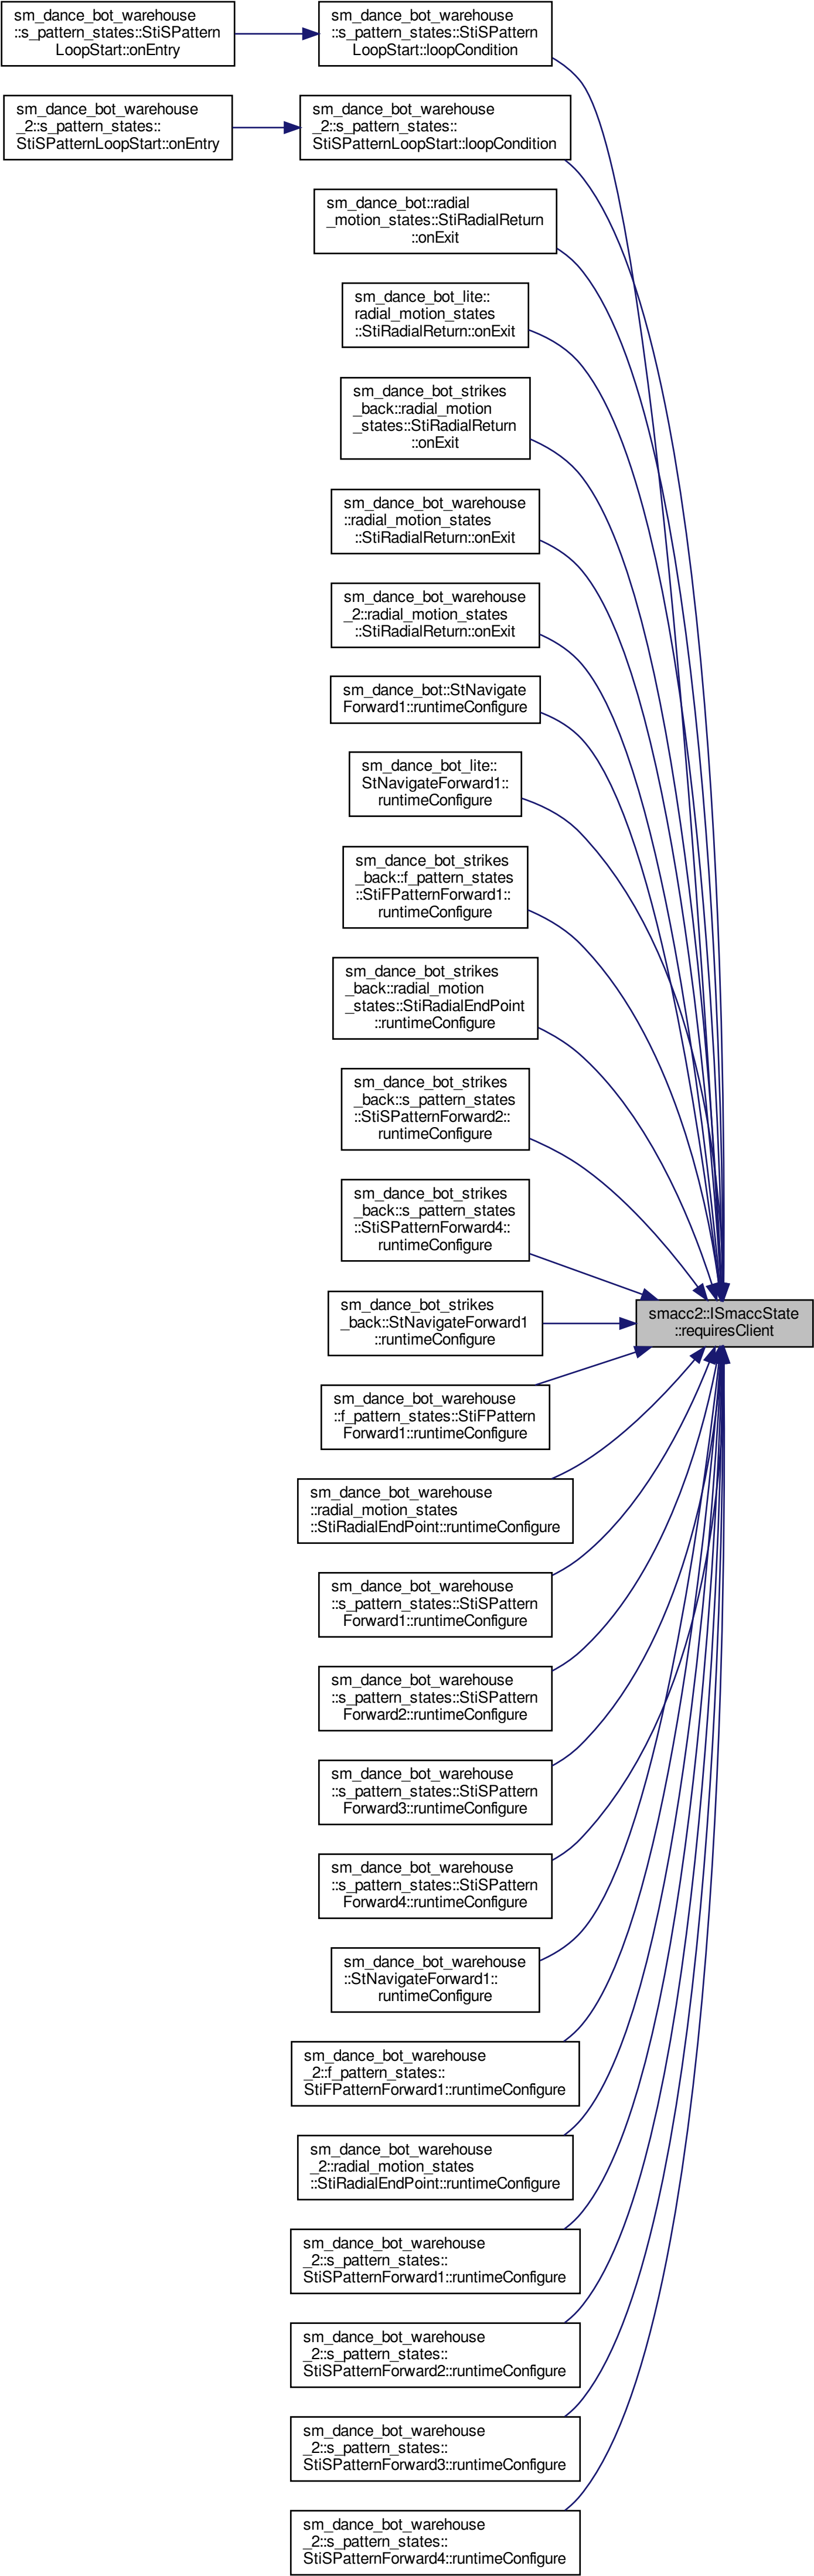 sm_dance_bot_warehouse
::s_pattern_states::StiSPattern
LoopStart::onEntry
sm_dance_bot_warehouse
::s_pattern_states::StiSPattern
LoopStart::loopCondition
sm_dance_bot_warehouse
_2::s_pattern_states::
StiSPatternLoopStart::onEntry
sm_dance_bot_warehouse
_2::s_pattern_states::
StiSPatternLoopStart::loopCondition
sm_dance_bot::radial
_motion_states::StiRadialReturn
::onExit
sm_dance_bot_lite::
radial_motion_states
::StiRadialReturn::onExit
sm_dance_bot_strikes
_back::radial_motion
_states::StiRadialReturn
::onExit
sm_dance_bot_warehouse
::radial_motion_states
::StiRadialReturn::onExit
sm_dance_bot_warehouse
_2::radial_motion_states
::StiRadialReturn::onExit
sm_dance_bot::StNavigate
Forward1::runtimeConfigure
sm_dance_bot_lite::
StNavigateForward1::
runtimeConfigure
sm_dance_bot_strikes
_back::f_pattern_states
::StiFPatternForward1::
runtimeConfigure
sm_dance_bot_strikes
_back::radial_motion
_states::StiRadialEndPoint
::runtimeConfigure
sm_dance_bot_strikes
_back::s_pattern_states
::StiSPatternForward2::
runtimeConfigure
sm_dance_bot_strikes
_back::s_pattern_states
::StiSPatternForward4::
runtimeConfigure
sm_dance_bot_strikes
_back::StNavigateForward1
::runtimeConfigure
smacc2::ISmaccState
::requiresClient
sm_dance_bot_warehouse
::f_pattern_states::StiFPattern
Forward1::runtimeConfigure
sm_dance_bot_warehouse
::radial_motion_states
::StiRadialEndPoint::runtimeConfigure
sm_dance_bot_warehouse
::s_pattern_states::StiSPattern
Forward1::runtimeConfigure
sm_dance_bot_warehouse
::s_pattern_states::StiSPattern
Forward2::runtimeConfigure
sm_dance_bot_warehouse
::s_pattern_states::StiSPattern
Forward3::runtimeConfigure
sm_dance_bot_warehouse
::s_pattern_states::StiSPattern
Forward4::runtimeConfigure
sm_dance_bot_warehouse
::StNavigateForward1::
runtimeConfigure
sm_dance_bot_warehouse
_2::f_pattern_states::
StiFPatternForward1::runtimeConfigure
sm_dance_bot_warehouse
_2::radial_motion_states
::StiRadialEndPoint::runtimeConfigure
sm_dance_bot_warehouse
_2::s_pattern_states::
StiSPatternForward1::runtimeConfigure
sm_dance_bot_warehouse
_2::s_pattern_states::
StiSPatternForward2::runtimeConfigure
sm_dance_bot_warehouse
_2::s_pattern_states::
StiSPatternForward3::runtimeConfigure
sm_dance_bot_warehouse
_2::s_pattern_states::
StiSPatternForward4::runtimeConfigure